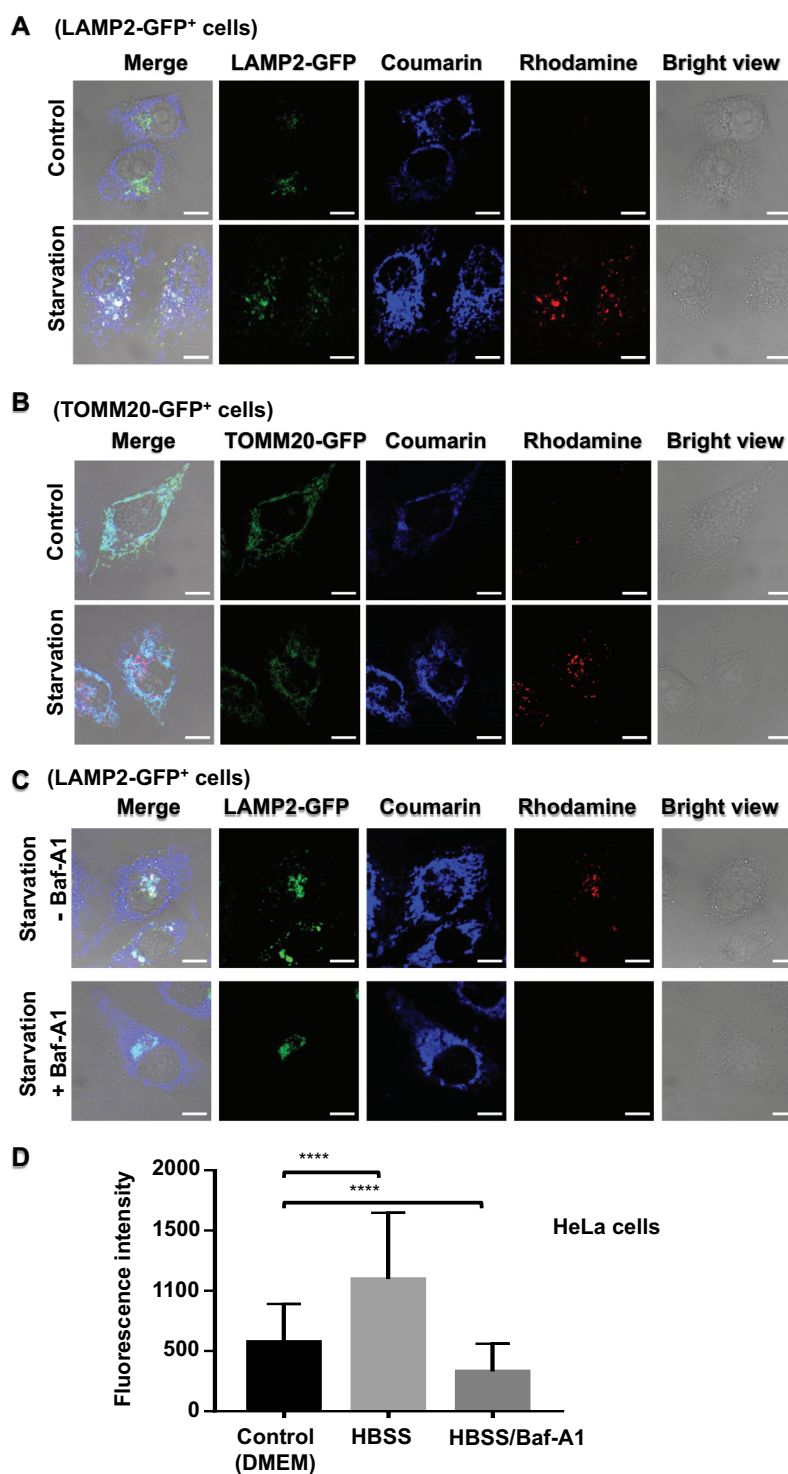 A (LAMP2-GFP+ cells)
Merge LAMP2-GFP Coumarin Rhodamine Bright view
Control
Starvation
B (TOMM20-GFP+ cells)
Merge TOMM20-GFP Coumarin Rhodamine Bright view
Control
Starvation
C (LAMP2-GFP+ cells)
Merge LAMP2-GFP Coumarin Rhodamine Bright view
Starvation
- Baf-A1
Starvation
+ Baf-A1
D
Fluorescence intensity
2000
1500
1100
500
0
****
****
HeLa cells
Control
(DMEM)
HBSS
HBSS/Baf-A1